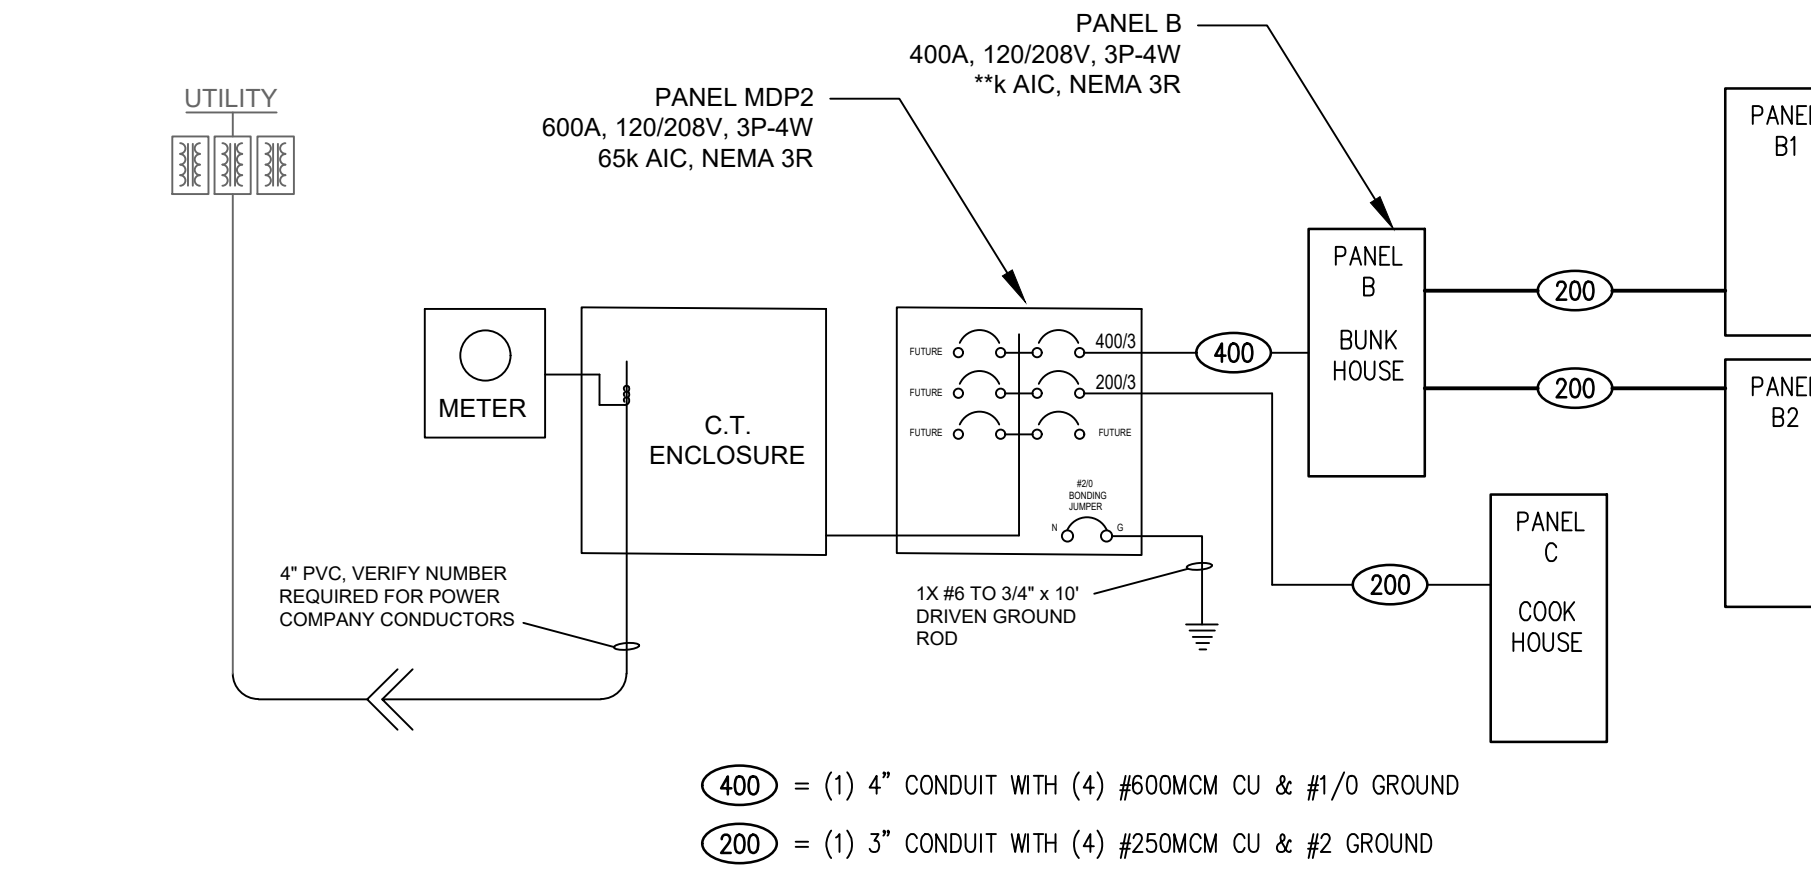 PANEL B
400A, 120/208V, 3P-4W
**k AIC, NEMA 3R
UTILITY
PANEL MDP2
600A, 120/208V, 3P-4W
65k AIC, NEMA 3R
PANEL
B1
PANEL
B
BUNK
HOUSE
200
METER
C.T.
ENCLOSURE
FUTURE
400/3
FUTURE
200/3
FUTURE
FUTURE
400
200
PANEL
B2
#2/0
BONDING
JUMPER
N
G
4" PVC, VERIFY NUMBER
REQUIRED FOR POWER
COMPANY CONDUCTORS
1X #6 TO 3/4" x 10'
DRIVEN GROUND
ROD
200
PANEL
C
COOK
HOUSE
400 = (1) 4" CONDUIT WITH (4) #600MCM CU & #1/0 GROUND
200 = (1) 3" CONDUIT WITH (4) #250MCM CU & #2 GROUND